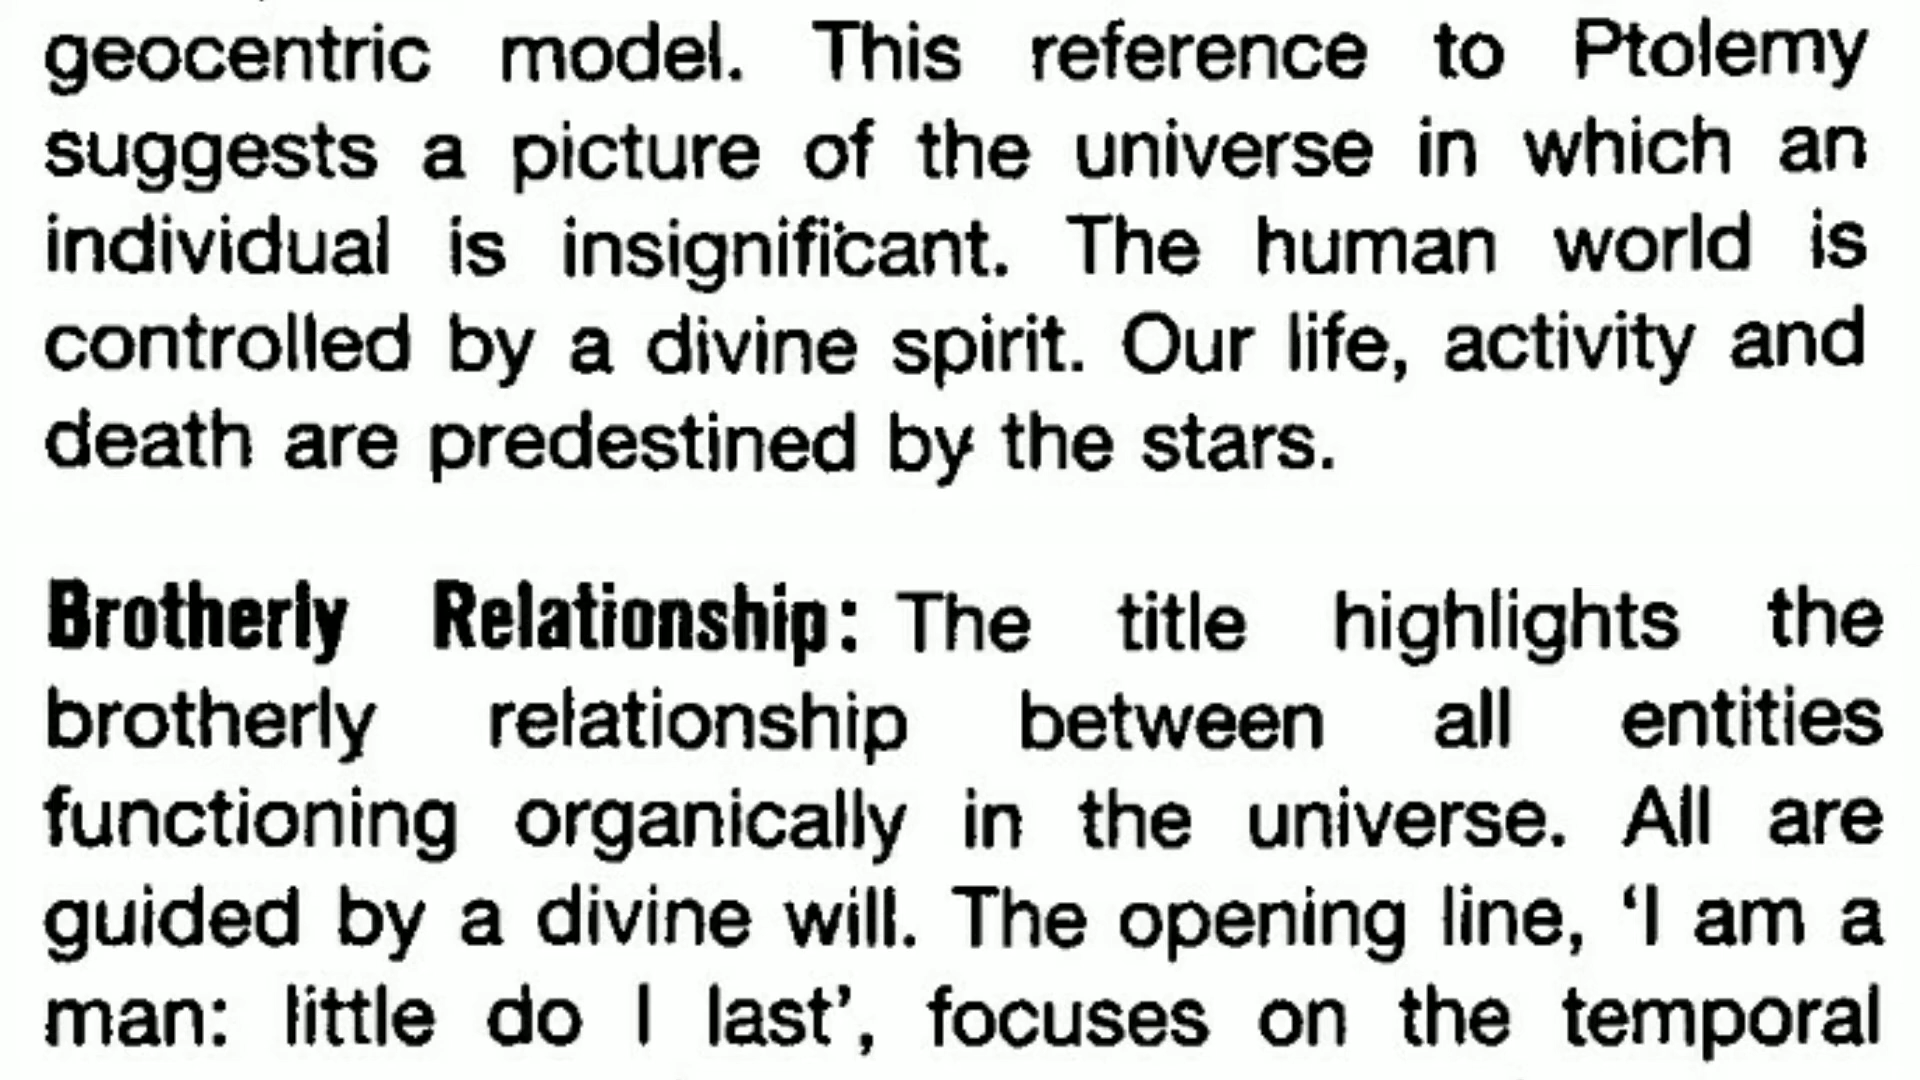 geocentric model. This reference to Ptolemy
suggests a picture of the universe in which an
individual is insignificant. The human world is
controlled by a divine spirit. Our life, activity and
death are predestined by the stars.
Brotherly Relationship: The title highlights the
brotherly relationship between all entities
functioning organically in the universe. All are
guided by a divine will. The opening line, ‘I am a
man: little do I last’, focuses on the temporal